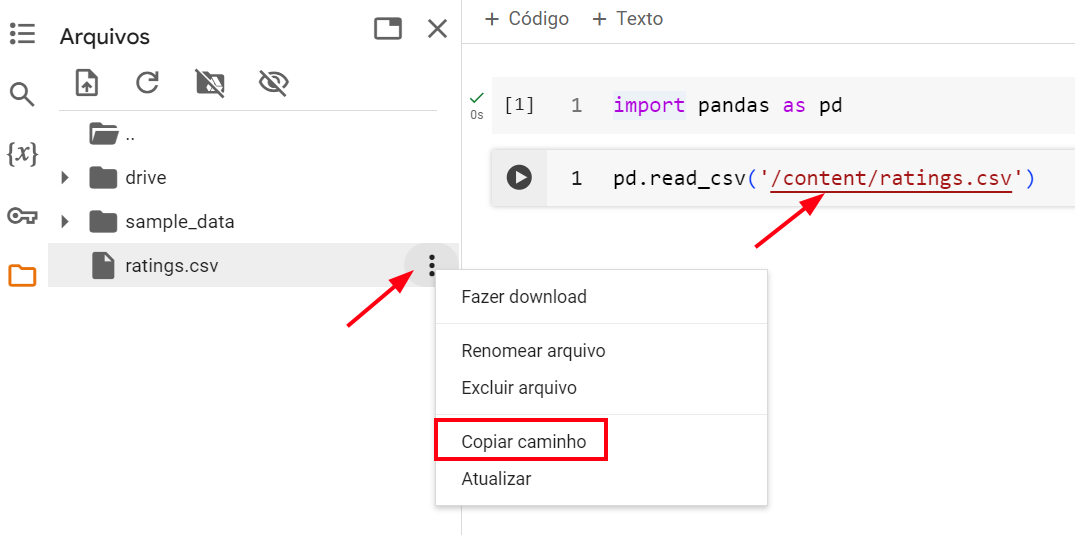 Arquivos
{x}
..
drive
sample_data
ratings.csv
Fazer download
Renomear arquivo
Excluir arquivo
Copiar caminho
Atualizar
+ Código + Texto
0s
[1] 1 import pandas as pd
1 pd.read_csv('/content/ratings.csv')